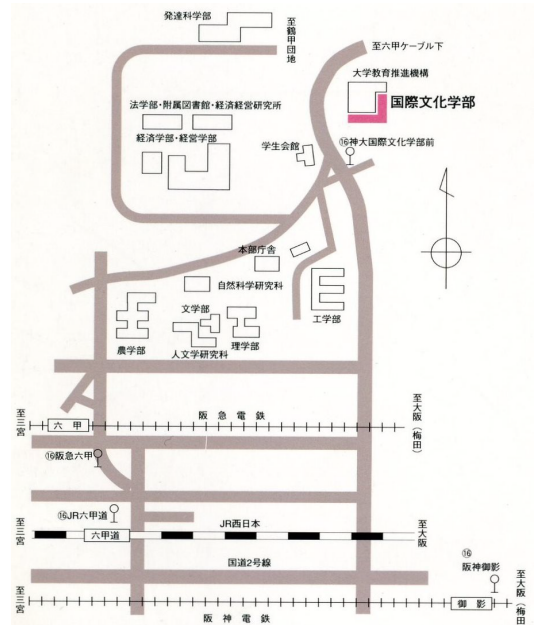 発達科学部
至鶴甲団地
至六甲ケーブル下
大学教育推進機構
国際文化学部
法学部・附属図書館・経済経営研究所
経済学部・経営学部
学生会館
⑯神大国際文化学部前
本部庁舎
自然科学研究科
文学部
工学部
農学部
人文学研究科
理学部
至三宮
六甲
阪急電鉄
至大阪(梅田)
⑯阪急六甲
⑯JR六甲道
至三宮
六甲道
JR西日本
至大阪
国道2号線
⑯
阪神御影
至三宮
阪神電鉄
御影
至大阪(梅田)